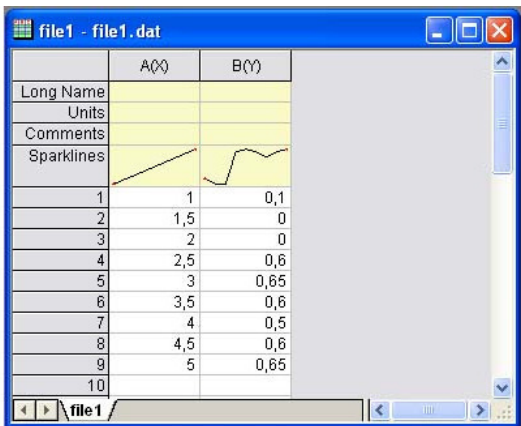 file1 - file1.dat
A(X) B(Y)
Long Name
Units
Comments
Sparklines
1 1 0,1
2 1,5 0
3 2 0
4 2,5 0,6
5 3 0,65
6 3,5 0,6
7 4 0,5
8 4,5 0,6
9 5 0,65
10
file1